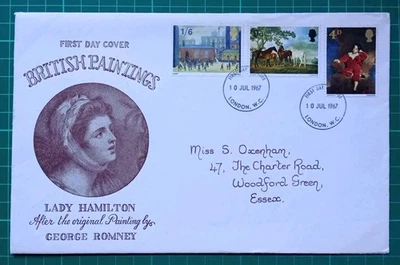 FIRST DAY COVER
BRITISH PAINTINGS
LADY HAMILTON
After the original Painting by
GEORGE ROMNEY
1/6
4D
10 JUL 1967
LONDON, W.C.
10 JUL 1967
LONDON, W.C.
Miss S. Oxenham,
47, The Charter Road,
Woodford Green,
Essex.